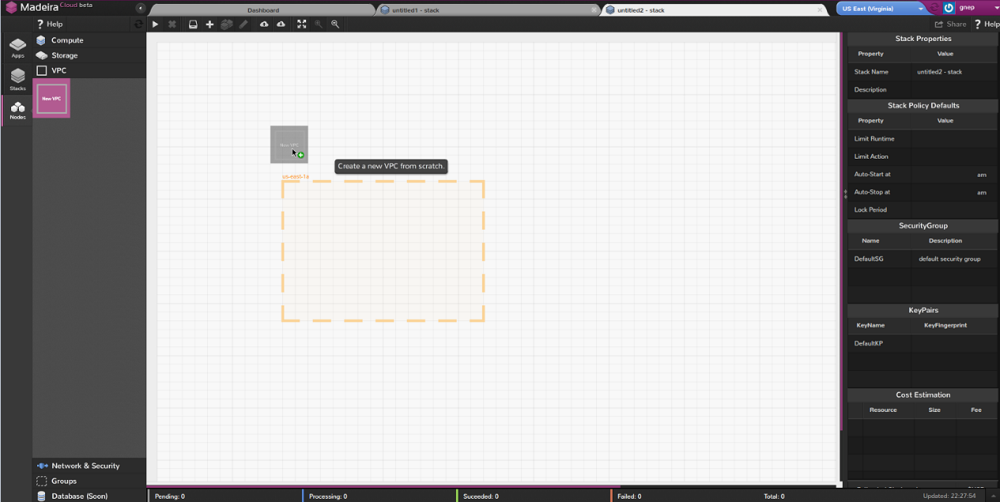 Madeira Cloud beta
Dashboard
untitled1 - stack
untitled2 - stack
US East (Virginia)
gnep
Help
Share
Help
Apps
Stacks
Nodes
Compute
Storage
VPC
New VPC
New VPC
Create a new VPC from scratch.
us-east-1a
Network & Security
Groups
Database (Soon)
Stack Properties
Property Value
Stack Name untitled2 - stack
Description
Stack Policy Defaults
Property Value
Limit Runtime
Limit Action
Auto-Start at am
Auto-Stop at am
Lock Period
SecurityGroup
Name Description
DefaultSG default security group
KeyPairs
KeyName KeyFingerprint
DefaultKP
Cost Estimation
Resource Size Fee
Pending: 0 Processing: 0 Suceeded: 0 Failed: 0 Total: 0 Updated: 22:27:54